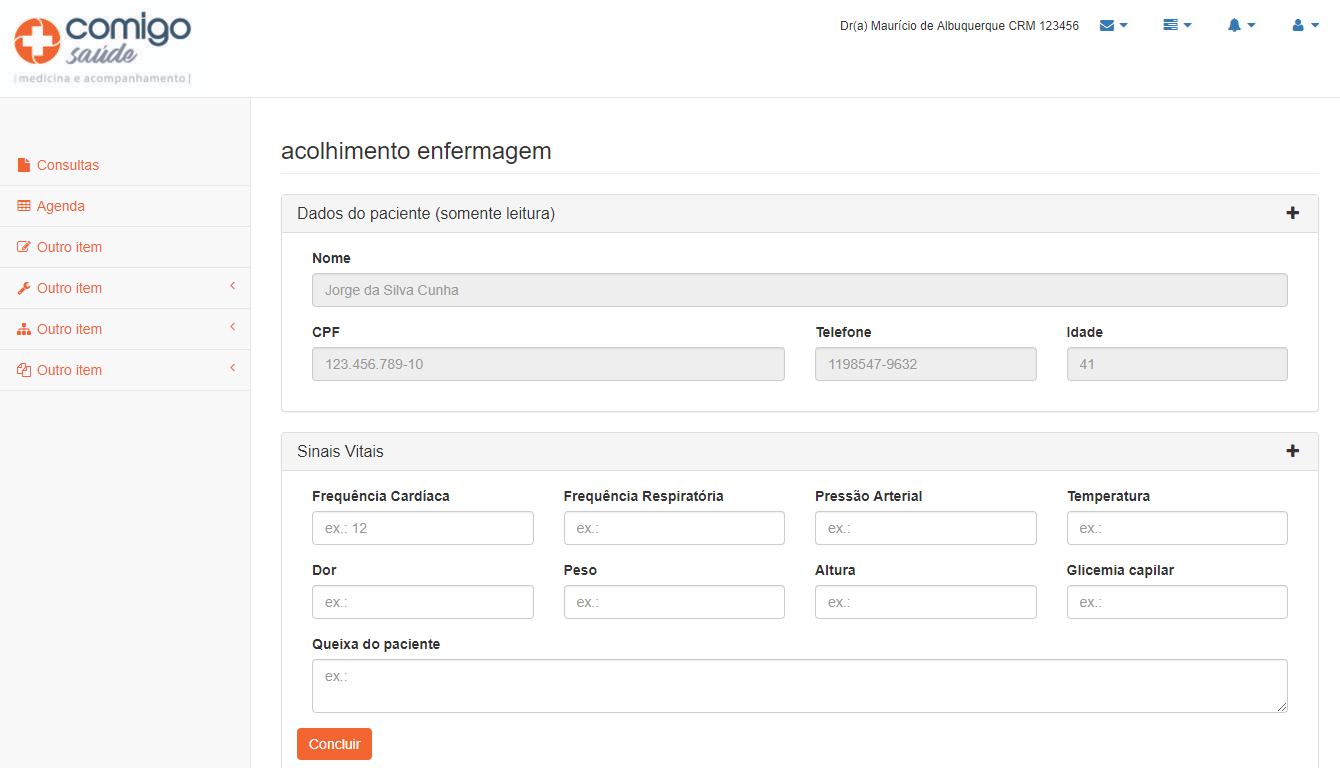 comigo
saúde
|medicina e acompanhamento|
Dr(a) Maurício de Albuquerque CRM 123456
Consultas
Agenda
Outro item
Outro item
Outro item
Outro item
acolhimento enfermagem
Dados do paciente (somente leitura)
Nome
Jorge da Silva Cunha
CPF Telefone Idade
123.456.789-10 1198547-9632 41
Sinais Vitais
Frequência Cardíaca Frequência Respiratória Pressão Arterial Temperatura
ex.: 12 ex.: ex.: ex.:
Dor Peso Altura Glicemia capilar
ex.: ex.: ex.: ex.:
Queixa do paciente
ex.:
Concluir